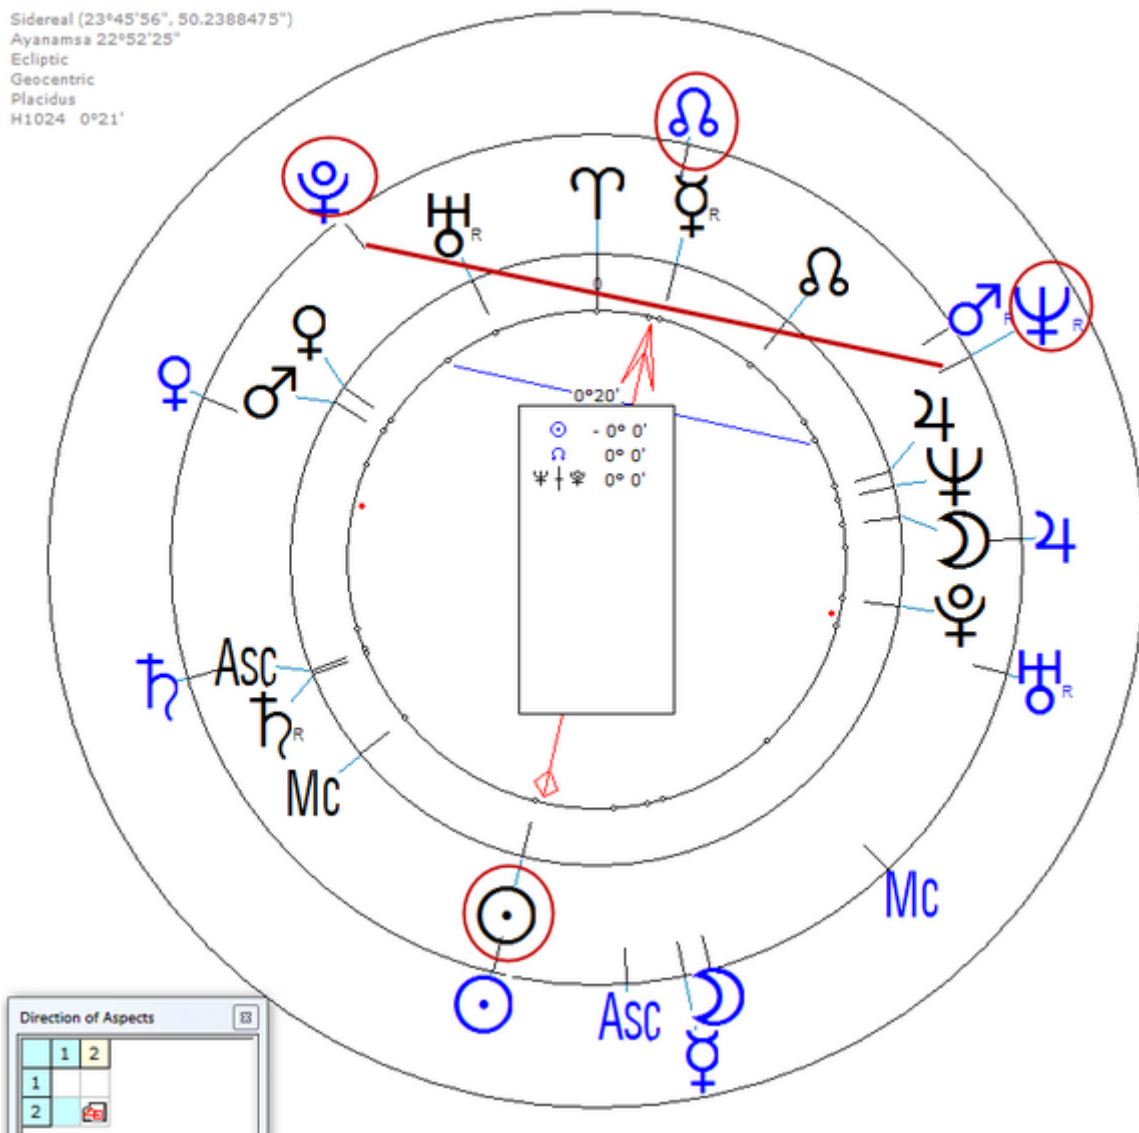 Sidereal (23°45'56", 50.2388475")
Ayanamsa 22°52'25"
Ecliptic
Geocentric
Placidus
H1024 0°21'
☊
♇
♅ R
♈
☿ R
☊
♂ R
♆ R
0
♀
♀
♂
0°20'
☉ - 0° 0'
☊ 0° 0'
♆ ♇ 0° 0'
♃
♆
☽
♃
♇
Asc
♄
♅ R
♄ R
Mc
Mc
☉
☉
Asc
☽
☿
Direction of Aspects
1 2
1
2